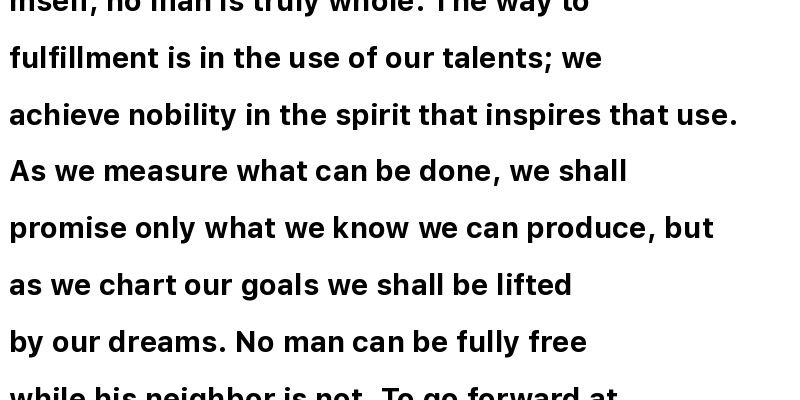 mself, no man is truly whole. The way to
fulfillment is in the use of our talents; we
achieve nobility in the spirit that inspires that use.
As we measure what can be done, we shall
promise only what we know we can produce, but
as we chart our goals we shall be lifted
by our dreams. No man can be fully free
while his neighbor is not. To go forward at